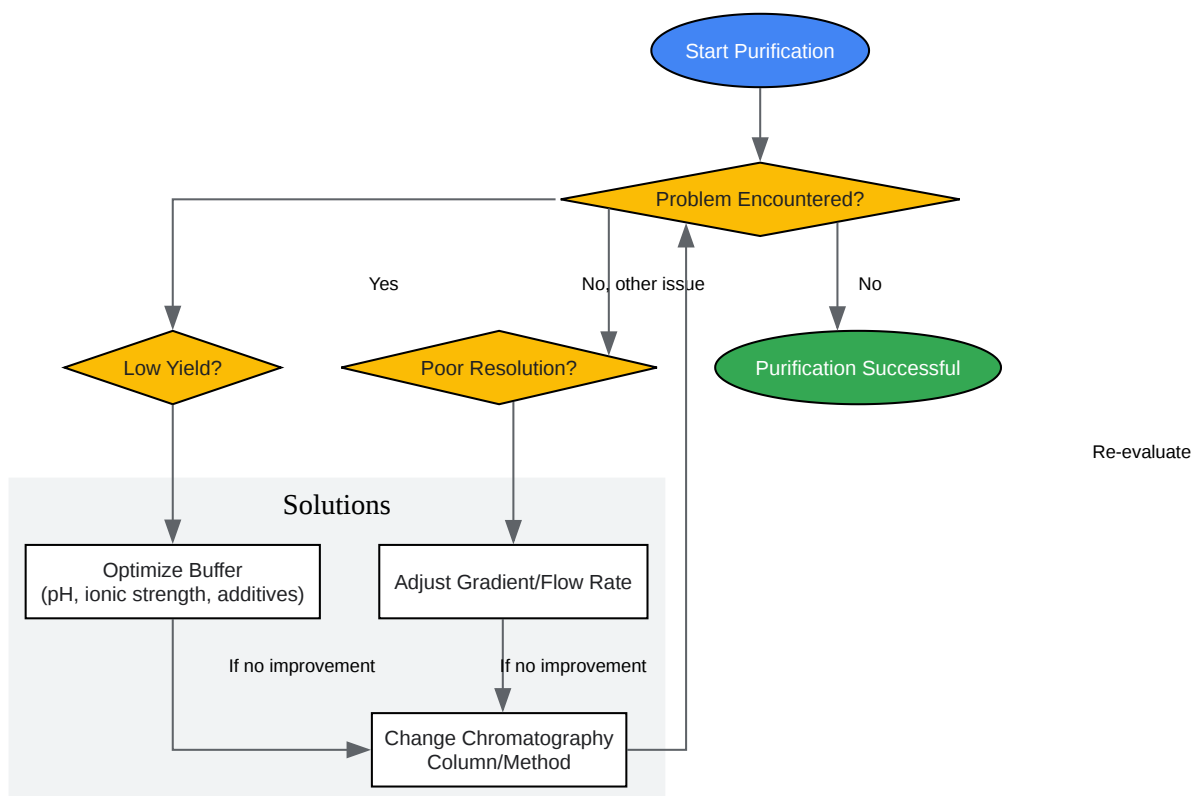 Start Purification
Problem Encountered?
Yes
No, other issue
No
Low Yield?
Poor Resolution?
Purification Successful
Re-evaluate
Solutions
Optimize Buffer
(pH, ionic strength, additives)
Adjust Gradient/Flow Rate
If no improvement
If no improvement
Change Chromatography
Column/Method